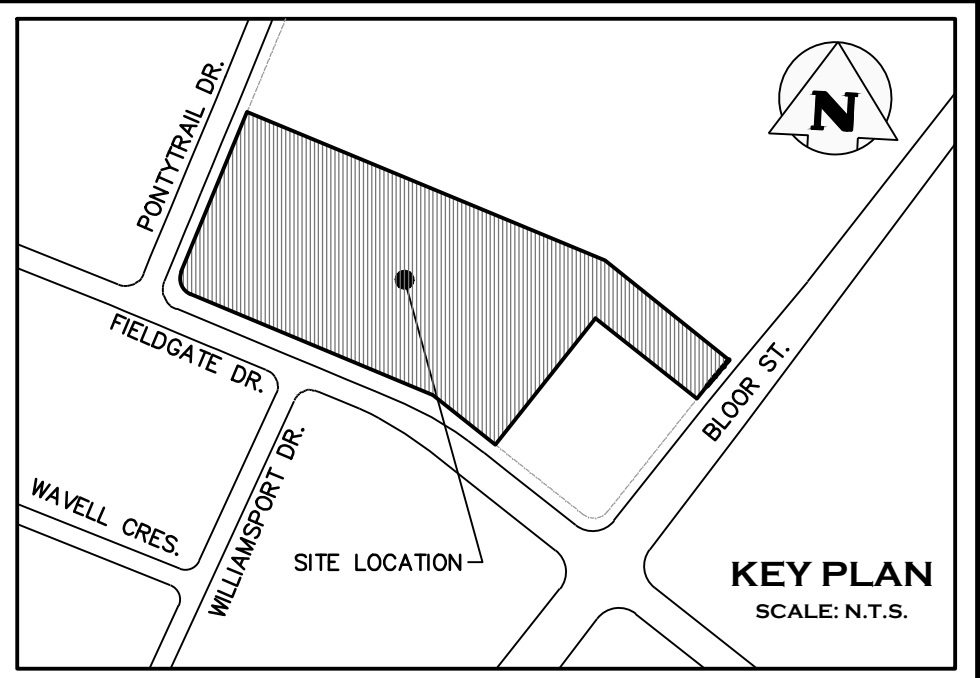 PONTYTRAIL DR.
N
FIELDGATE DR.
BLOOR ST.
WAVELL CRES.
WILLIAMSPORT DR.
SITE LOCATION
KEY PLAN
SCALE: N.T.S.